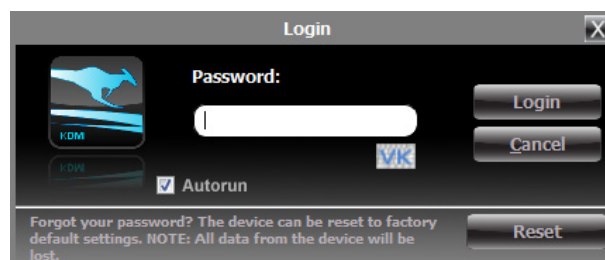 Login
X
Password:
Login
Cancel
KDM
VK
Autorun
Forgot your password? The device can be reset to factory
default settings. NOTE: All data from the device will be
lost.
Reset